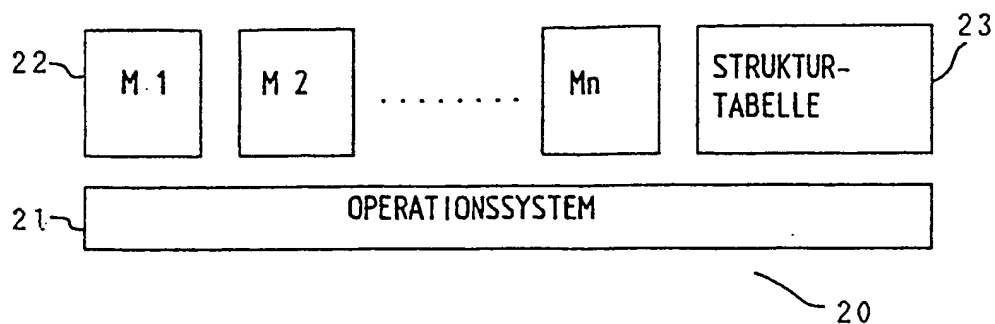 22 M 1 M 2 ........ Mn STRUKTUR- 23
TABELLE
21 OPERATIONSSYSTEM
20